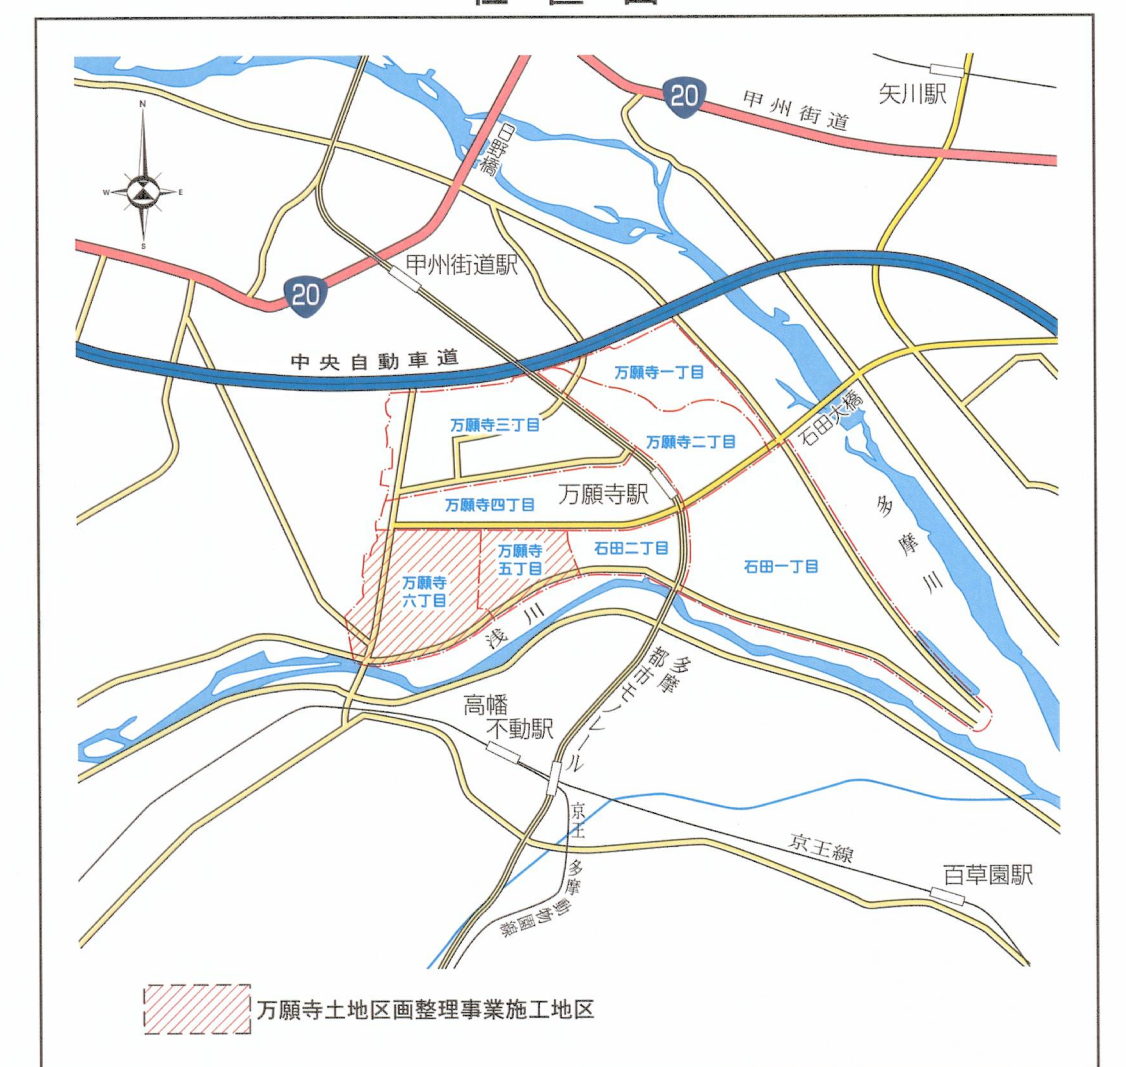 20
甲州街道
矢川駅
日野橋
N
W
E
S
甲州街道駅
20
中央自動車道
万願寺一丁目
万願寺三丁目
万願寺二丁目
石田大橋
万願寺四丁目
万願寺駅
多摩川
万願寺
五丁目
石田二丁目
石田一丁目
万願寺
六丁目
浅川
多摩
都市モノレール
高幡
不動駅
京王
多摩
動物園線
京王線
百草園駅
万願寺土地区画整理事業施工地区